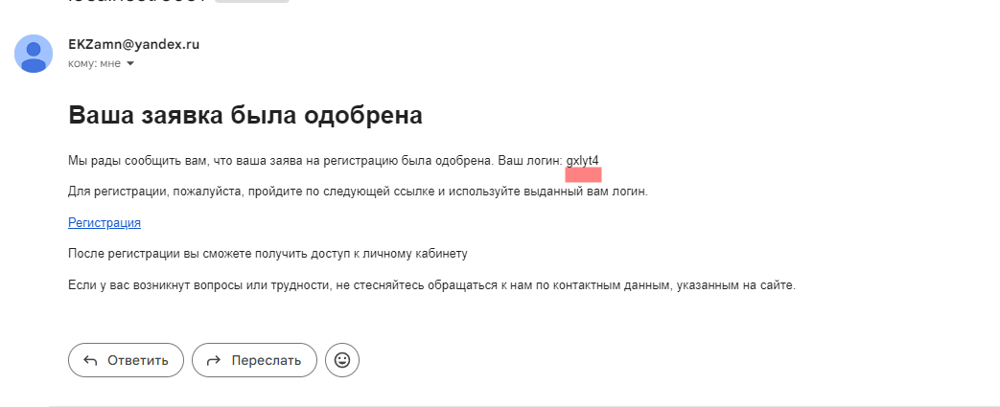 EKZamn@yandex.ru
кому: мне
Ваша заявка была одобрена
Мы рады сообщить вам, что ваша заява на регистрацию была одобрена. Ваш логин: gxlyt4
Для регистрации, пожалуйста, пройдите по следующей ссылке и используйте выданный вам логин.
Регистрация
После регистрации вы сможете получить доступ к личному кабинету
Если у вас возникнут вопросы или трудности, не стесняйтесь обращаться к нам по контактным данным, указанным на сайте.
Ответить
Переслать